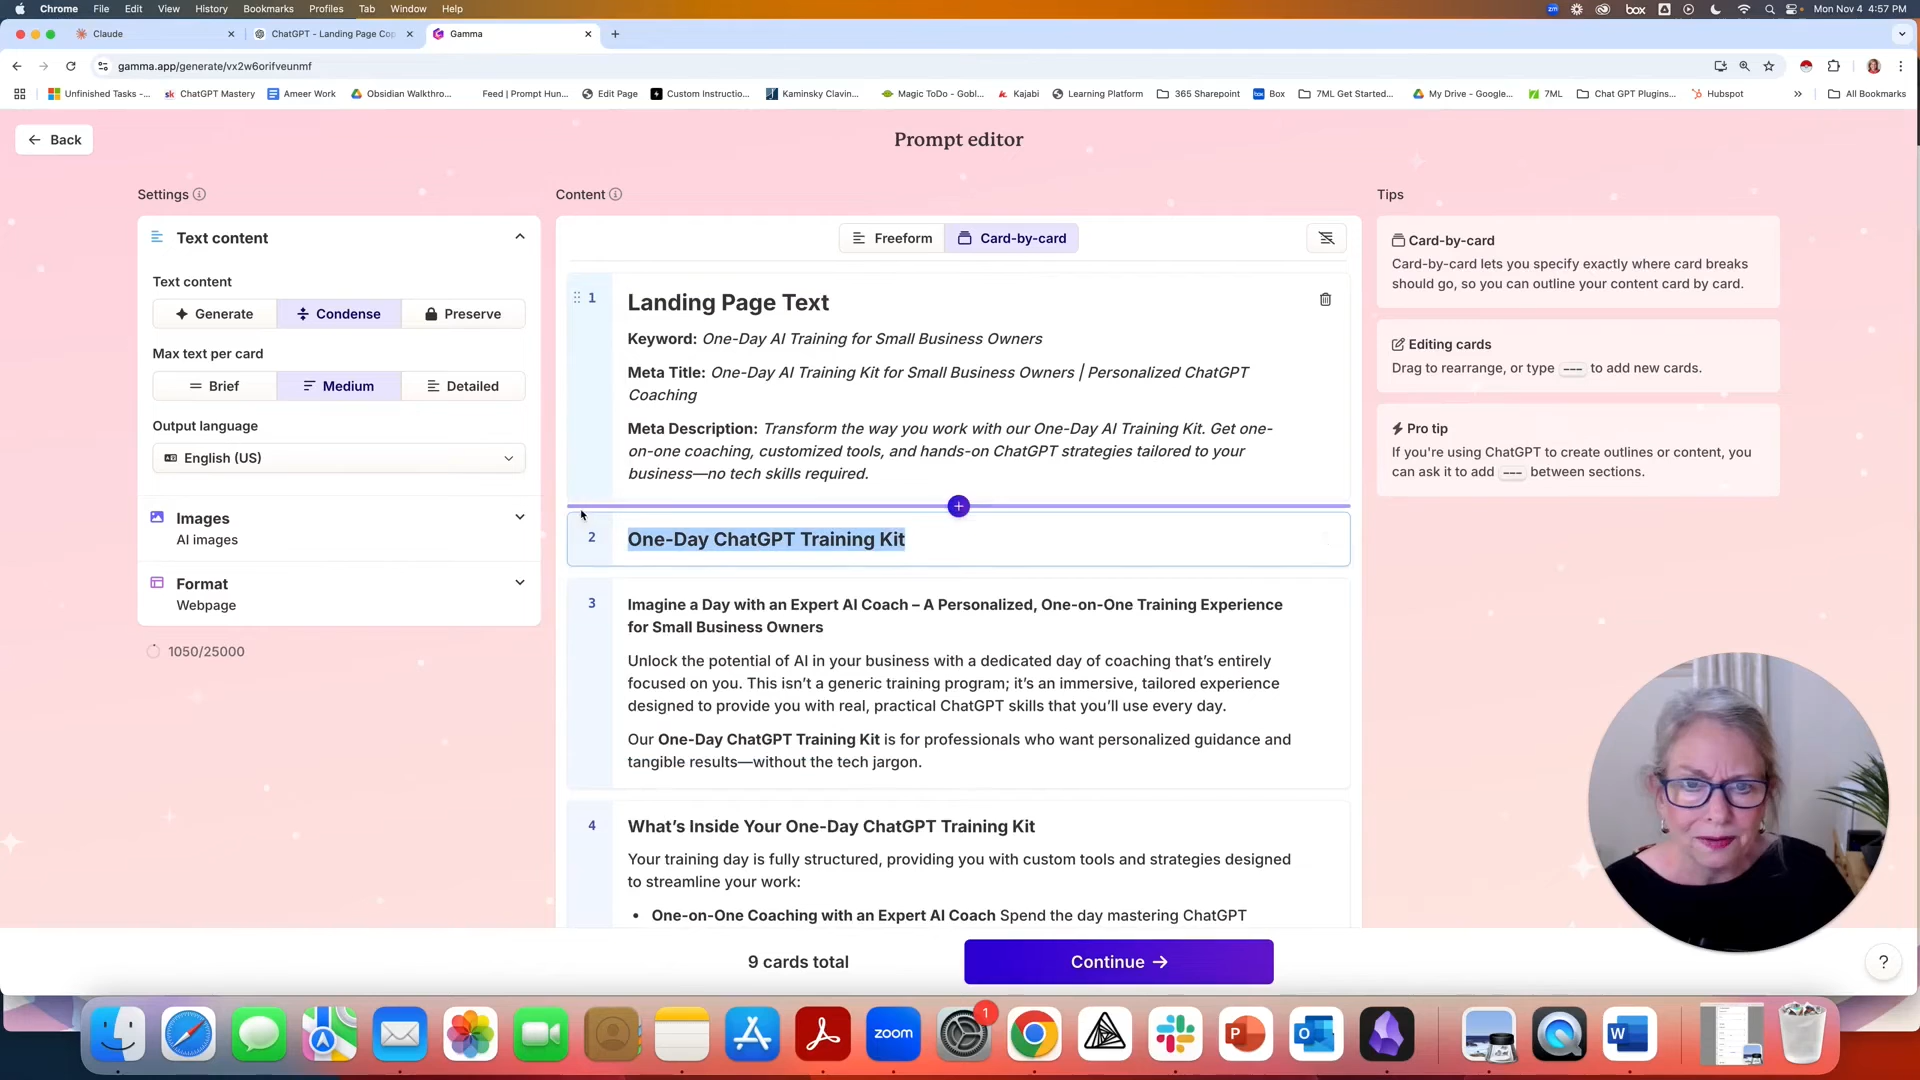 Chrome File Edit View History Bookmarks Profiles Tab Window Help
zm box Mon Nov 4 4:57 PM
Claude
ChatGPT - Landing Page Cop
Gamma
gamma.app/generate/vx2w6orifveunmf
Unfinished Tasks -...
ChatGPT Mastery
Ameer Work
Obsidian Walkthro...
Feed | Prompt Hun...
Edit Page
Custom Instructio...
Kaminsky Clavin...
Magic ToDo - Gobl...
Kajabi
Learning Platform
365 Sharepoint
box Box
7ML Get Started...
My Drive - Google...
7ML
Chat GPT Plugins...
Hubspot
All Bookmarks
Back
Prompt editor
Settings
Text content
Text content
Generate Condense Preserve
Max text per card
Brief Medium Detailed
Output language
English (US)
Images
AI images
Format
Webpage
1050/25000
Content
Freeform Card-by-card
1
Landing Page Text
Keyword: One-Day AI Training for Small Business Owners
Meta Title: One-Day AI Training Kit for Small Business Owners | Personalized ChatGPT
Coaching
Meta Description: Transform the way you work with our One-Day AI Training Kit. Get one-
on-one coaching, customized tools, and hands-on ChatGPT strategies tailored to your
business—no tech skills required.
2
One-Day ChatGPT Training Kit
3
Imagine a Day with an Expert AI Coach – A Personalized, One-on-One Training Experience
for Small Business Owners
Unlock the potential of AI in your business with a dedicated day of coaching that's entirely
focused on you. This isn't a generic training program; it's an immersive, tailored experience
designed to provide you with real, practical ChatGPT skills that you'll use every day.
Our One-Day ChatGPT Training Kit is for professionals who want personalized guidance and
tangible results—without the tech jargon.
4
What's Inside Your One-Day ChatGPT Training Kit
Your training day is fully structured, providing you with custom tools and strategies designed
to streamline your work:
• One-on-One Coaching with an Expert AI Coach Spend the day mastering ChatGPT
Tips
Card-by-card
Card-by-card lets you specify exactly where card breaks
should go, so you can outline your content card by card.
Editing cards
Drag to rearrange, or type --- to add new cards.
Pro tip
If you're using ChatGPT to create outlines or content, you
can ask it to add --- between sections.
9 cards total
Continue →
?
zoom
1